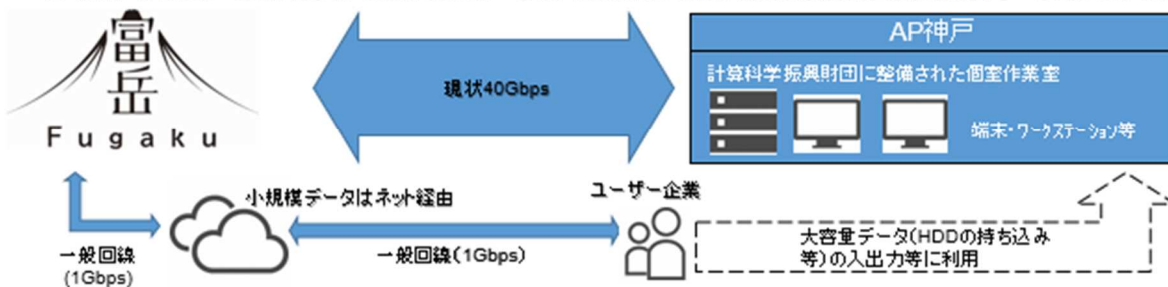 富
岳
Fugaku
現状40Gbps
AP神戸
計算科学振興財団に整備された個室作業室
端末・ワークステーション等
小規模データはネット経由
ユーザー企業
一般回線
(1Gbps)
一般回線(1Gbps)
大容量データ(HDDの持ち込み
等)の入出力等に利用